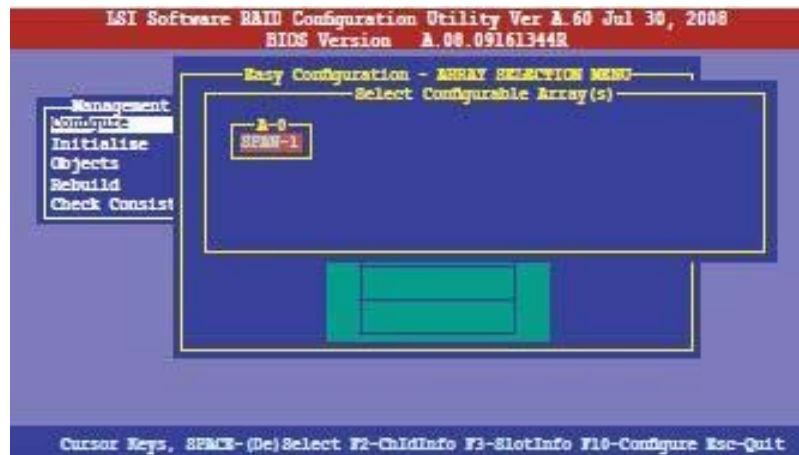 LSI Software RAID Configuration Utility Ver A.60 Jul 30, 2008
BIOS Version A.08.09161344R
Easy Configuration - ARRAY SELECTION MENU
Select Configurable Array(s)
Management
Configure
Initialise
Objects
Rebuild
Check Consist
A-0
SPAN-1
Cursor Keys, SPACE-(De)Select F2-ChIdInfo F3-SlotInfo F10-Configure Esc-Quit